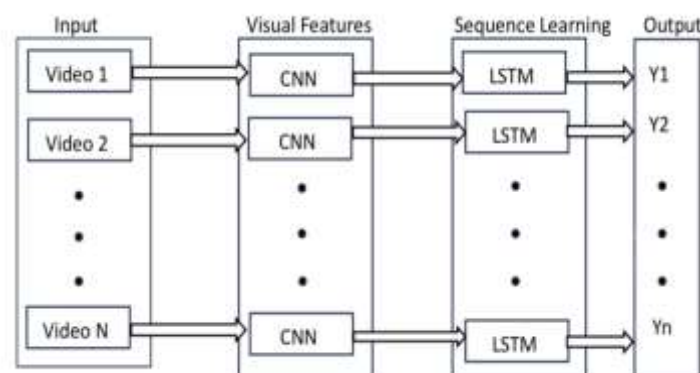 Input Visual Features Sequence Learning Output
Video 1 CNN LSTM Y1
Video 2 CNN LSTM Y2
Video N CNN LSTM Yn